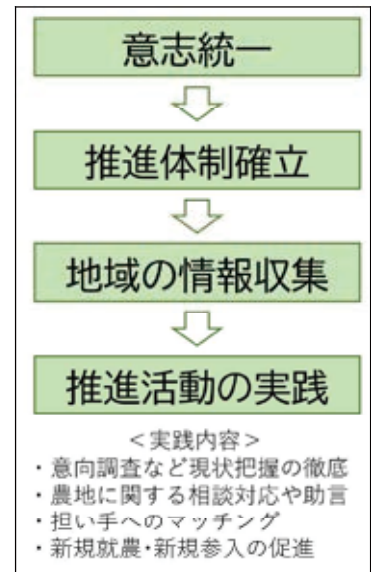 意志統一
推進体制確立
地域の情報収集
推進活動の実践
＜実践内容＞
・意向調査など現状把握の徹底
・農地に関する相談対応や助言
・担い手へのマッチング
・新規就農・新規参入の促進